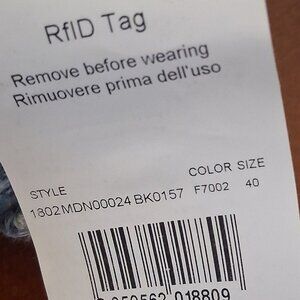 RfID Tag
Remove before wearing
Rimuovere prima dell'uso
STYLE COLOR SIZE
1802MDN00024 BK0157 F7002 40
018809